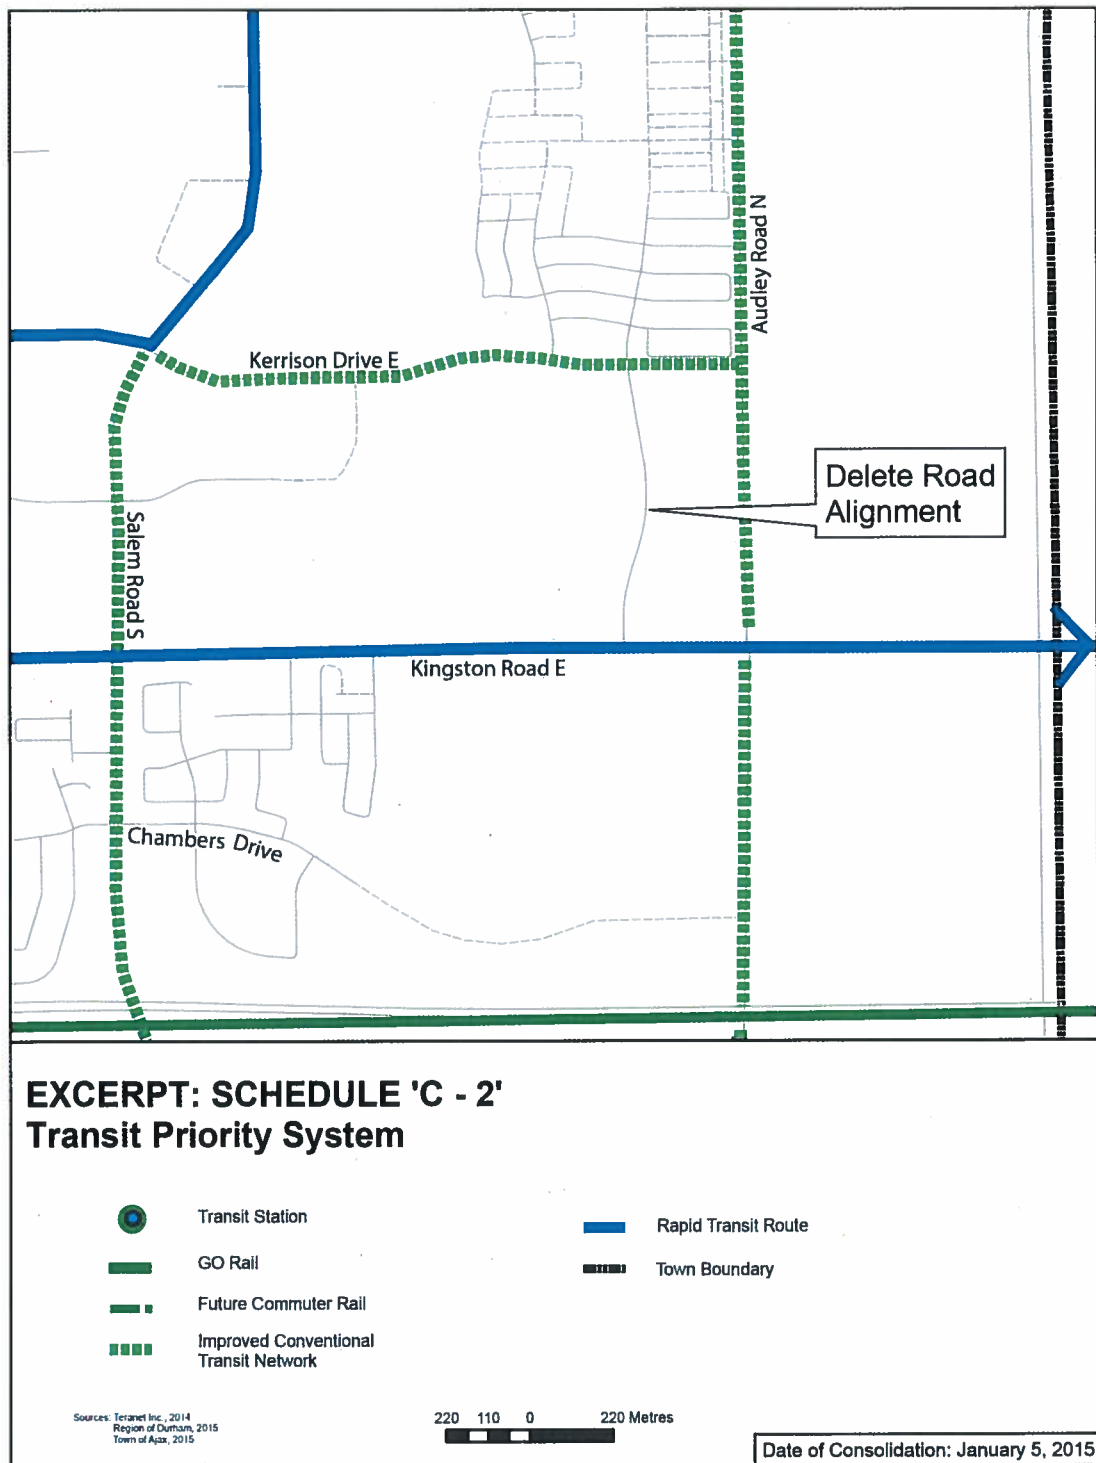 Audley Road N
Kerrison Drive E
Delete Road
Alignment
Salem Road S
Kingston Road E
Chambers Drive
EXCERPT: SCHEDULE 'C - 2'
Transit Priority System
Transit Station
Rapid Transit Route
GO Rail
Town Boundary
Future Commuter Rail
Improved Conventional
Transit Network
Sources: Teranet Inc., 2014
Region of Durham, 2015
Town of Ajax, 2015
220 110 0 220 Metres
Date of Consolidation: January 5, 2015